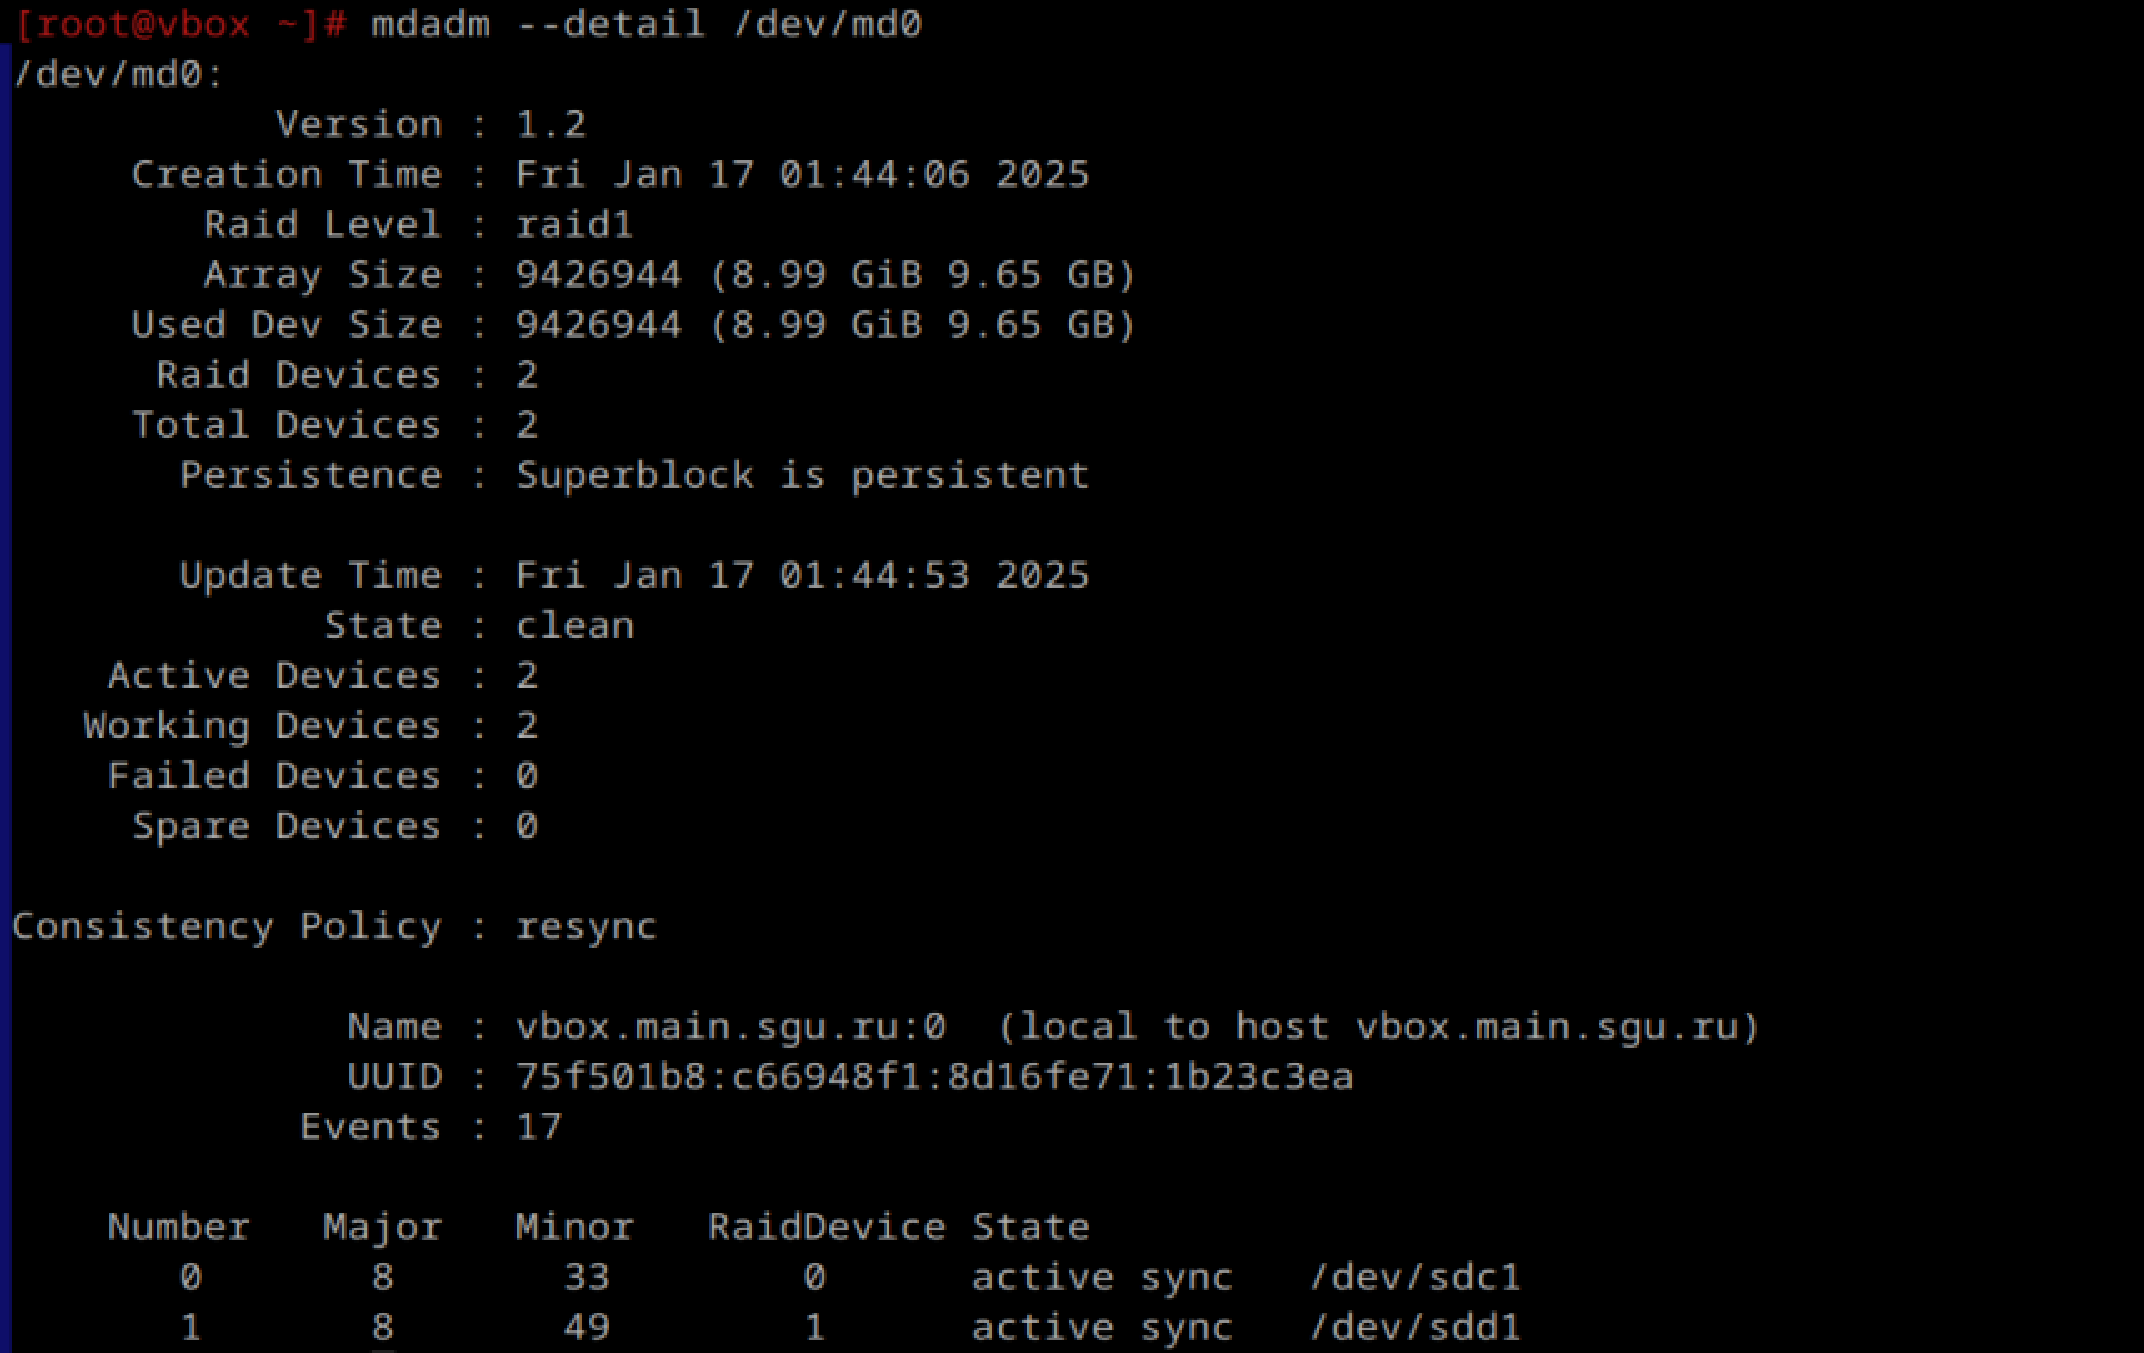 [root@vbox ~]# mdadm --detail /dev/md0
/dev/md0:
Version : 1.2
Creation Time : Fri Jan 17 01:44:06 2025
Raid Level : raid1
Array Size : 9426944 (8.99 GiB 9.65 GB)
Used Dev Size : 9426944 (8.99 GiB 9.65 GB)
Raid Devices : 2
Total Devices : 2
Persistence : Superblock is persistent
Update Time : Fri Jan 17 01:44:53 2025
State : clean
Active Devices : 2
Working Devices : 2
Failed Devices : 0
Spare Devices : 0
Consistency Policy : resync
Name : vbox.main.sgu.ru:0 (local to host vbox.main.sgu.ru)
UUID : 75f501b8:c66948f1:8d16fe71:1b23c3ea
Events : 17
Number Major Minor RaidDevice State
0 8 33 0 active sync /dev/sdc1
1 8 49 1 active sync /dev/sdd1